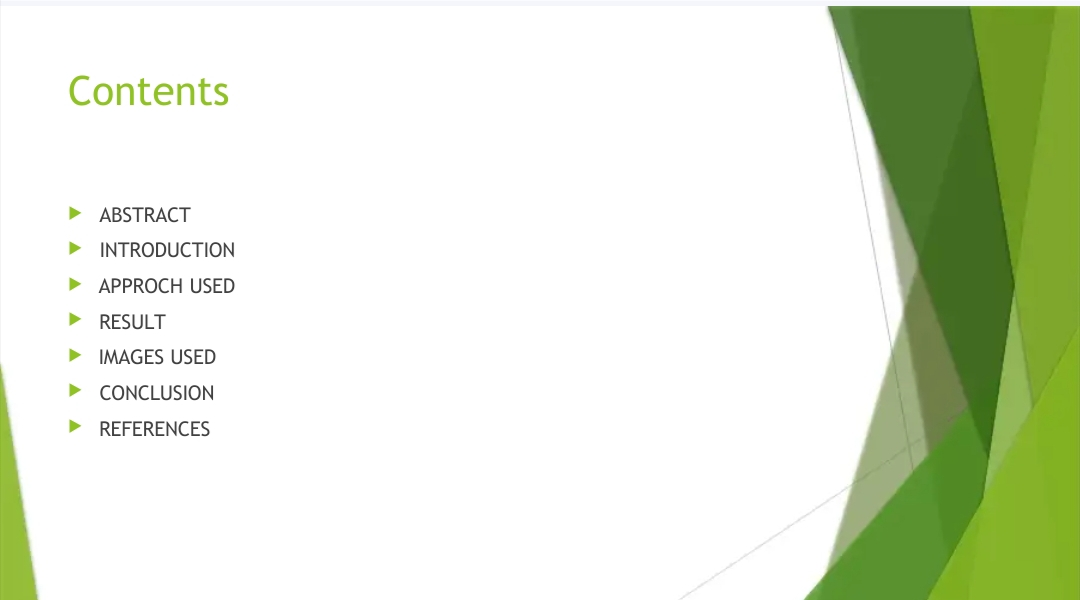 Contents
ABSTRACT
INTRODUCTION
APPROCH USED
RESULT
IMAGES USED
CONCLUSION
REFERENCES